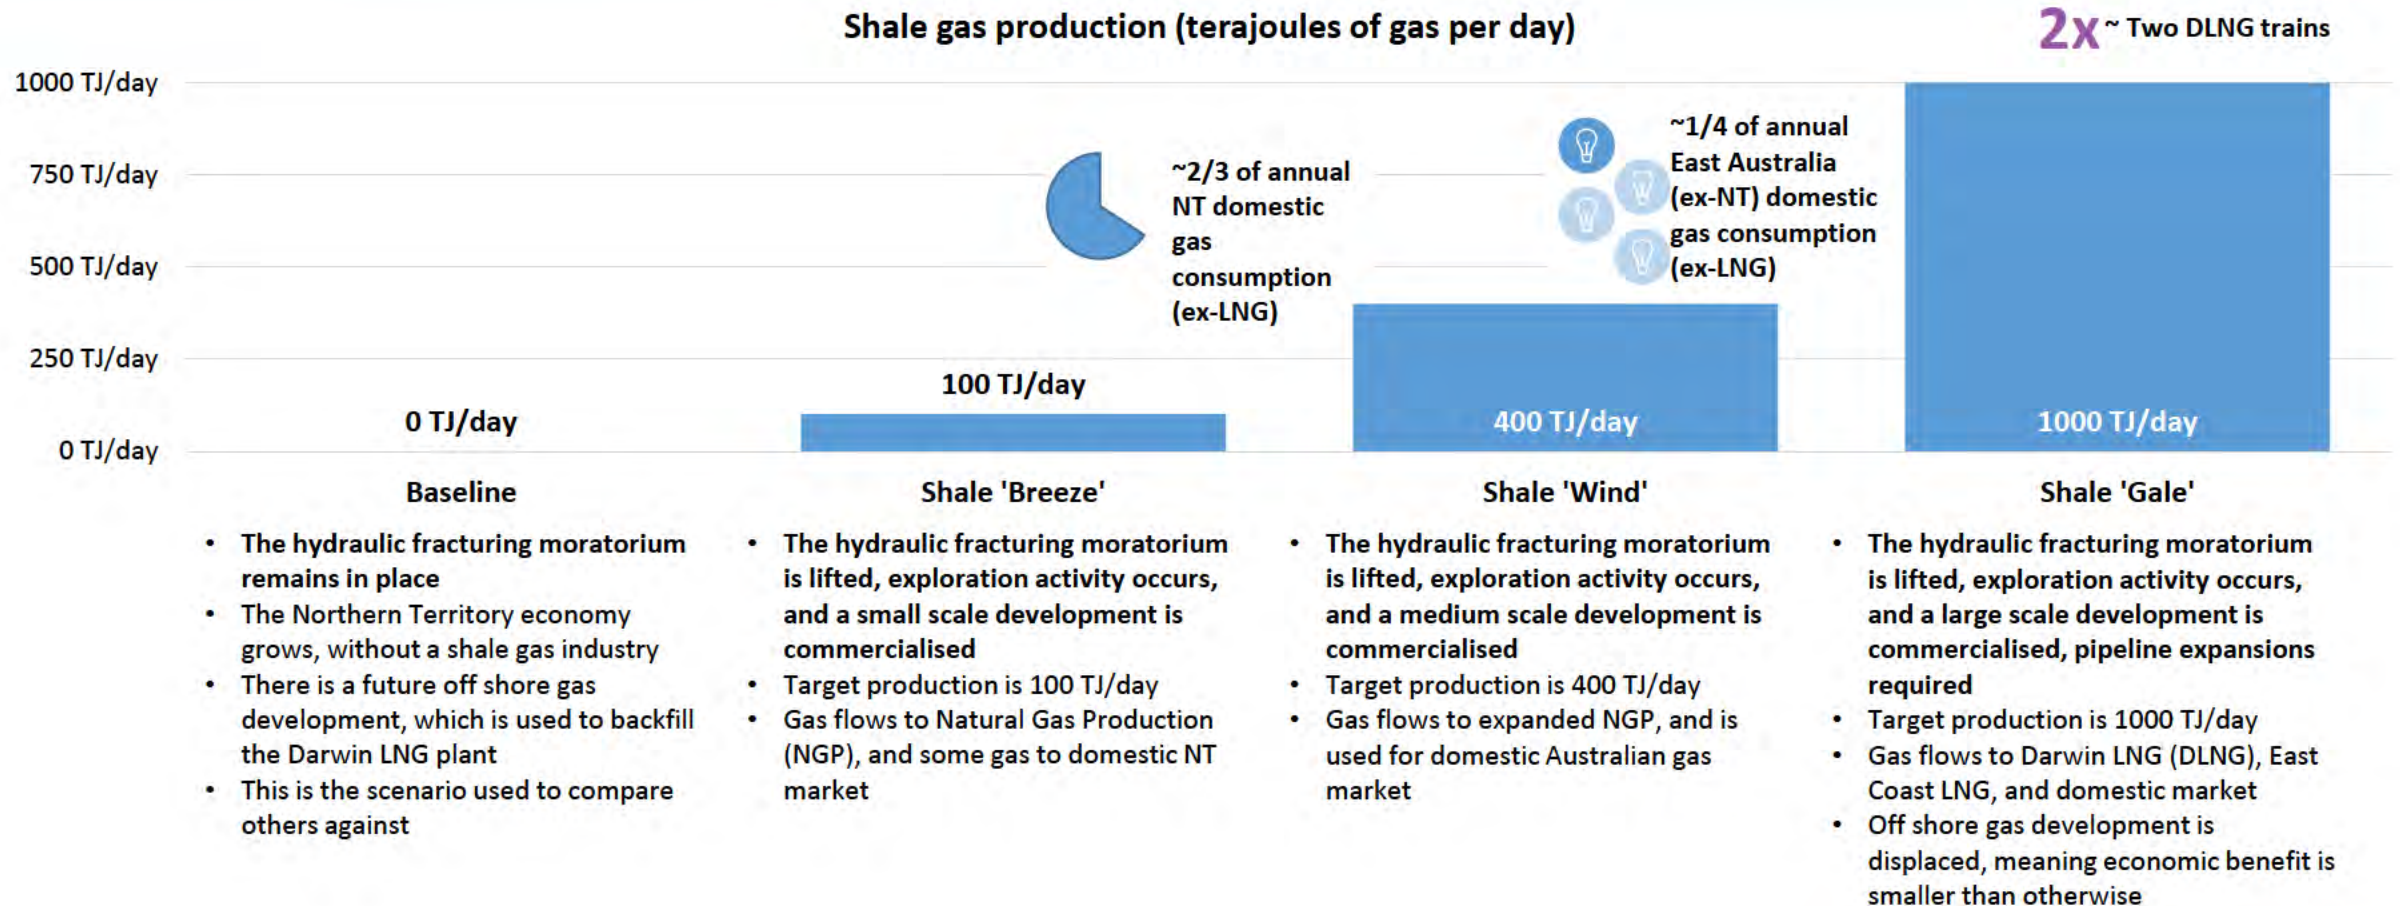 Shale gas production (terajoules of gas per day)
2x ~ Two DLNG trains
1000 TJ/day
750 TJ/day
500 TJ/day
250 TJ/day
0 TJ/day
~2/3 of annual
NT domestic
gas
consumption
(ex-LNG)
~1/4 of annual
East Australia
(ex-NT) domestic
gas consumption
(ex-LNG)
0 TJ/day
100 TJ/day
400 TJ/day
1000 TJ/day
Baseline
• The hydraulic fracturing moratorium
remains in place
• The Northern Territory economy
grows, without a shale gas industry
• There is a future off shore gas
development, which is used to backfill
the Darwin LNG plant
• This is the scenario used to compare
others against
Shale 'Breeze'
• The hydraulic fracturing moratorium
is lifted, exploration activity occurs,
and a small scale development is
commercialised
• Target production is 100 TJ/day
• Gas flows to Natural Gas Production
(NGP), and some gas to domestic NT
market
Shale 'Wind'
• The hydraulic fracturing moratorium
is lifted, exploration activity occurs,
and a medium scale development is
commercialised
• Target production is 400 TJ/day
• Gas flows to expanded NGP, and is
used for domestic Australian gas
market
Shale 'Gale'
• The hydraulic fracturing moratorium
is lifted, exploration activity occurs,
and a large scale development is
commercialised, pipeline expansions
required
• Target production is 1000 TJ/day
• Gas flows to Darwin LNG (DLNG), East
Coast LNG, and domestic market
• Off shore gas development is
displaced, meaning economic benefit is
smaller than otherwise